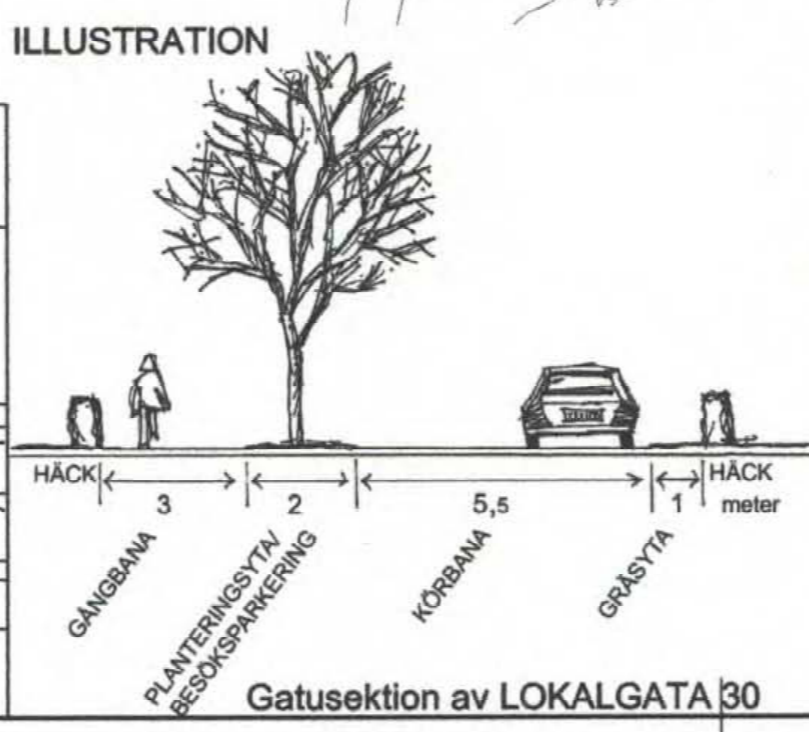 ILLUSTRATION
HÄCK
3
2
5,5
1
HÄCK
meter
GÅNGBANA
PLANTERINGSYTA/
BESÖKSPARKERING
KÖRBANA
GRÄSYTA
Gatusektion av LOKALGATA 30